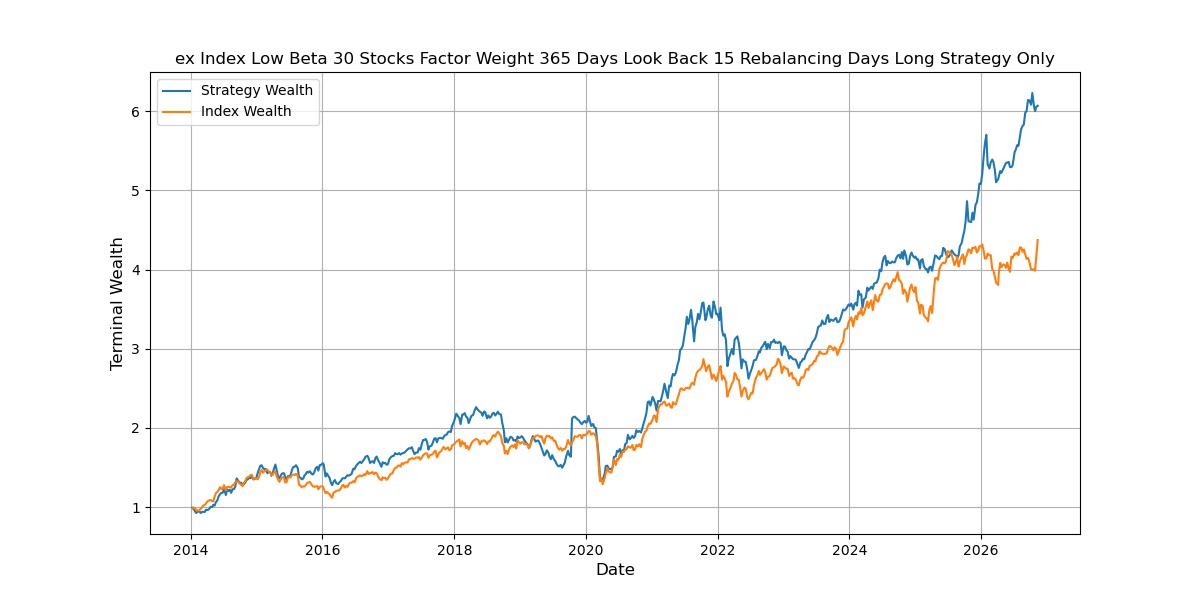 ex Index Low Beta 30 Stocks Factor Weight 365 Days Look Back 15 Rebalancing Days Long Strategy Only
Strategy Wealth
Index Wealth
Terminal Wealth
6
5
4
3
2
1
2014 2016 2018 2020 2022 2024 2026
Date